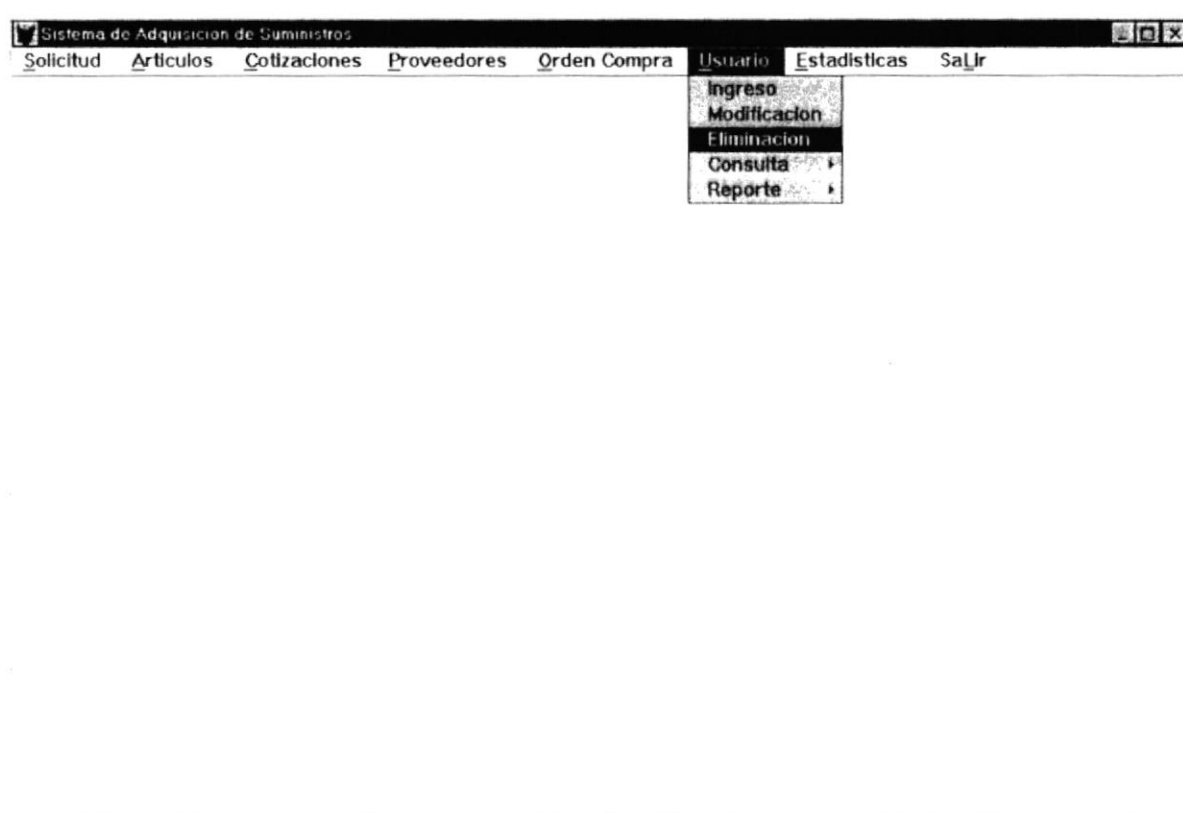 Sistema de Adquisicion de Suministros
Solicitud Articulos Cotizaciones Proveedores Orden Compra Usuario Estadisticas SaLir
Ingreso
Modificacion
Eliminacion
Consulta
Reporte